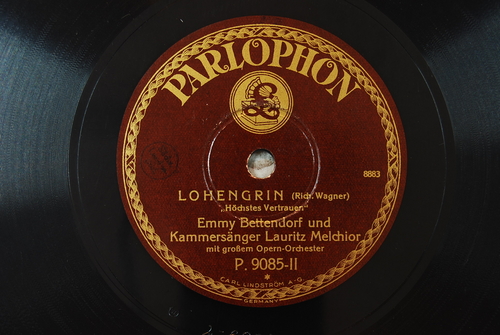 PARLOPHON
8883
LOHENGRIN (Rich. Wagner)
„Höchstes Vertrauen"
Emmy Bettendorf und
Kammersänger Lauritz Melchior
mit großem Opern-Orchester
P. 9085-II
*
CARL LINDSTRÖM A-G.
GERMANY